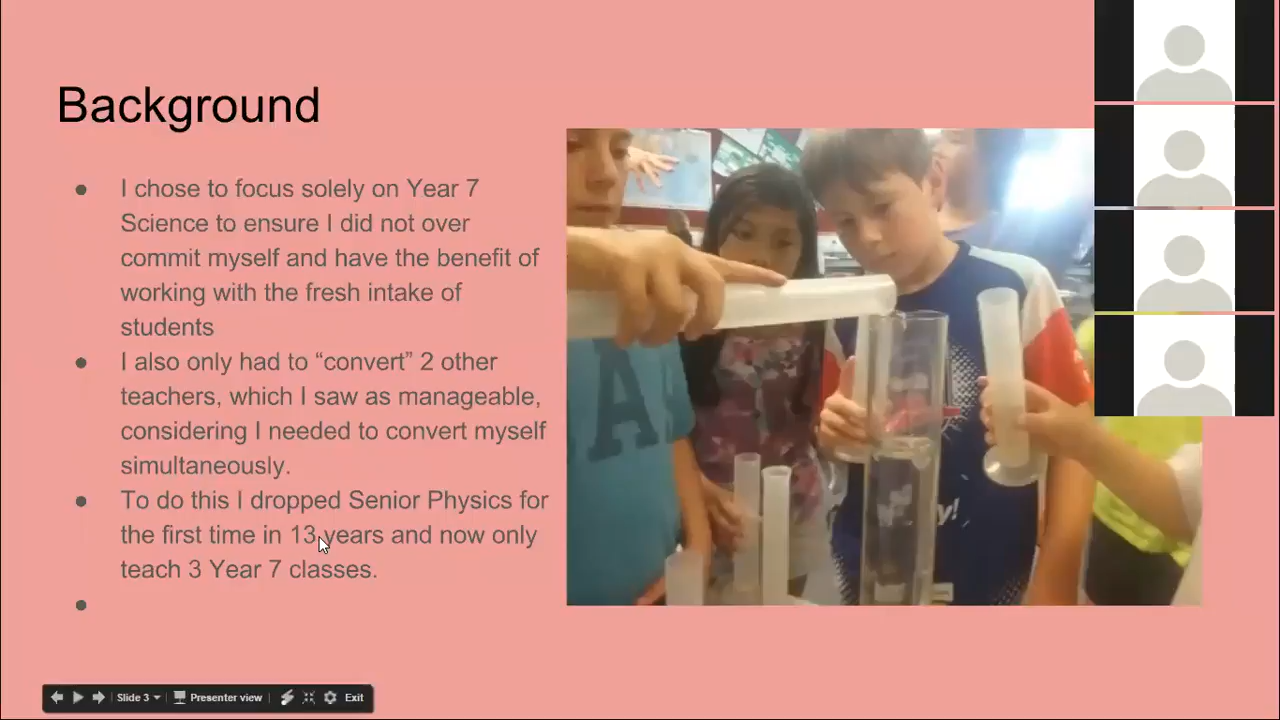 Background
● I chose to focus solely on Year 7
Science to ensure I did not over
commit myself and have the benefit of
working with the fresh intake of
students
● I also only had to “convert” 2 other
teachers, which I saw as manageable,
considering I needed to convert myself
simultaneously.
● To do this I dropped Senior Physics for
the first time in 13 years and now only
teach 3 Year 7 classes.
●
Slide 3
Presenter view
Exit